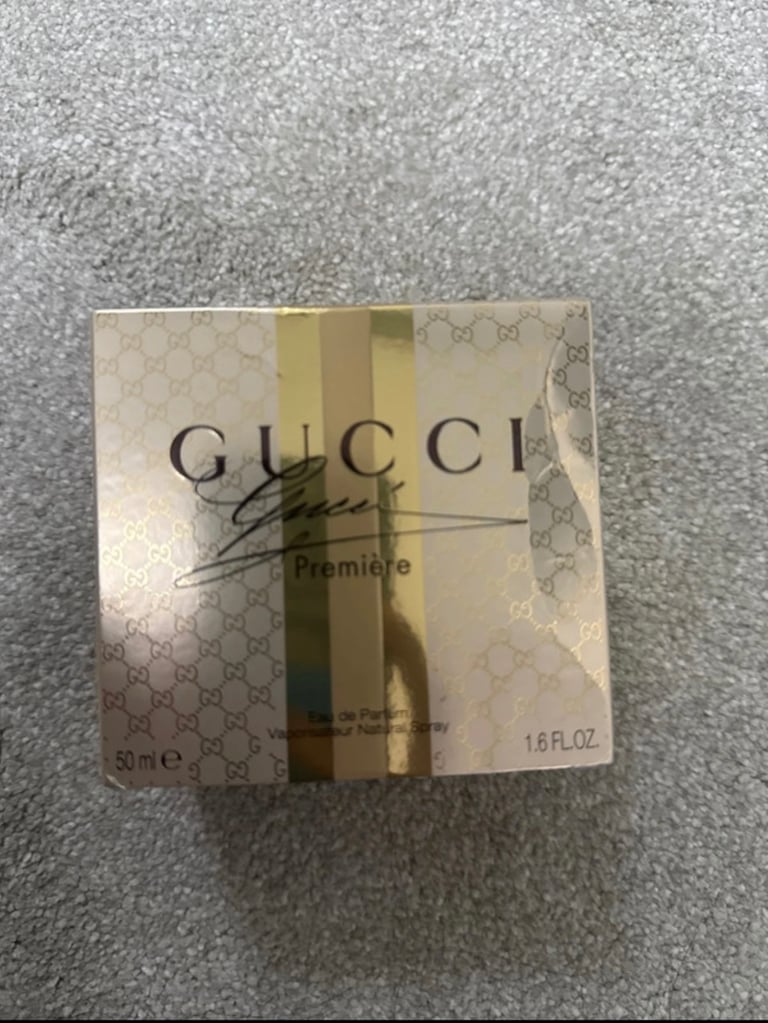 GUCCI
Gucci
Première
Eau de Parfum
Vaporisateur Natural Spray
50 ml e
1.6 FL.OZ.